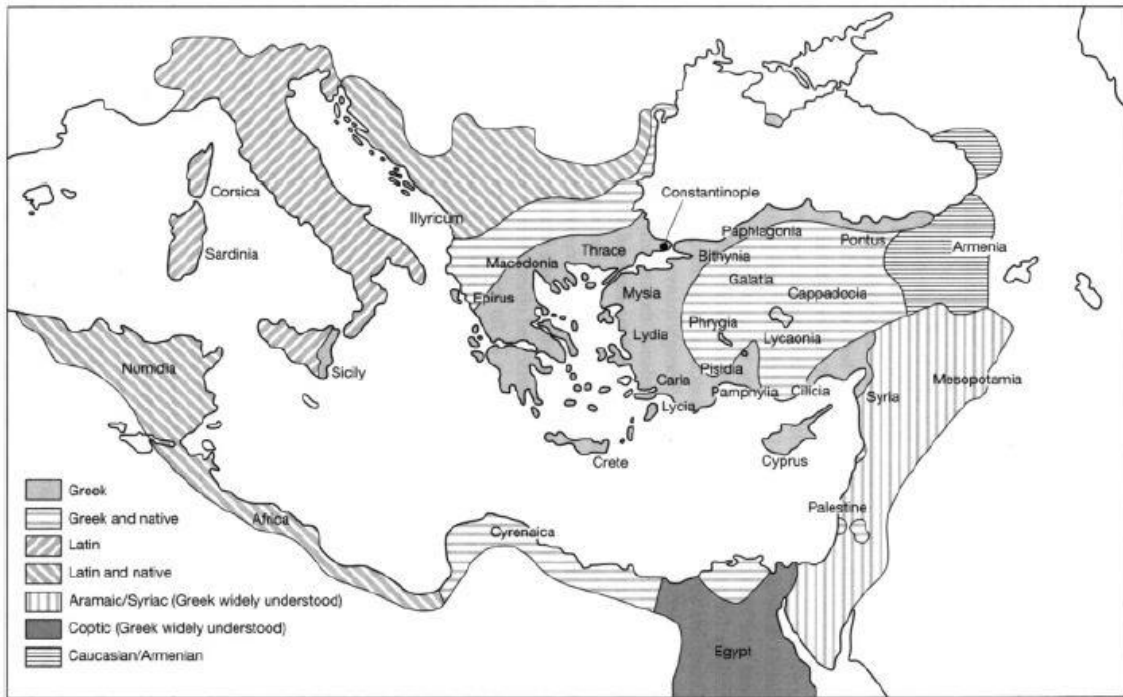 Constantinople
Corsica
Illyricum
Paphlagonia
Thrace
Pontus
Armenia
Sardinia
Macedonia
Bithynia
Galatia
Epirus
Mysia
Cappadocia
Phrygia
Lydia
Lycaonia
Numidia
Sicily
Pisidia
Mesopotamia
Caria
Pamphylia
Cilicia
Syria
Lycia
Crete
Cyprus
Palestine
Africa
Cyrenaica
Egypt
Greek
Greek and native
Latin
Latin and native
Aramaic/Syriac (Greek widely understood)
Coptic (Greek widely understood)
Caucasian/Armenian